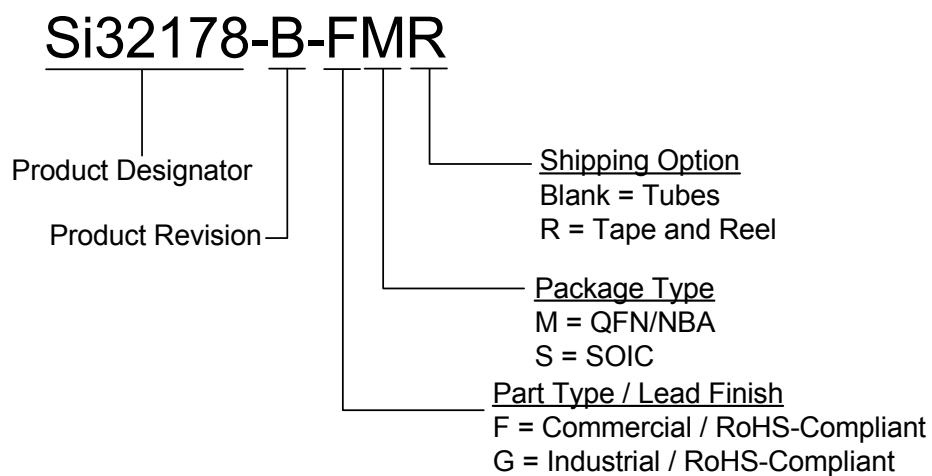 Si32178-B-FMR
Product Designator
Product Revision
Shipping Option
Blank = Tubes
R = Tape and Reel
Package Type
M = QFN/NBA
S = SOIC
Part Type / Lead Finish
F = Commercial / RoHS-Compliant
G = Industrial / RoHS-Compliant